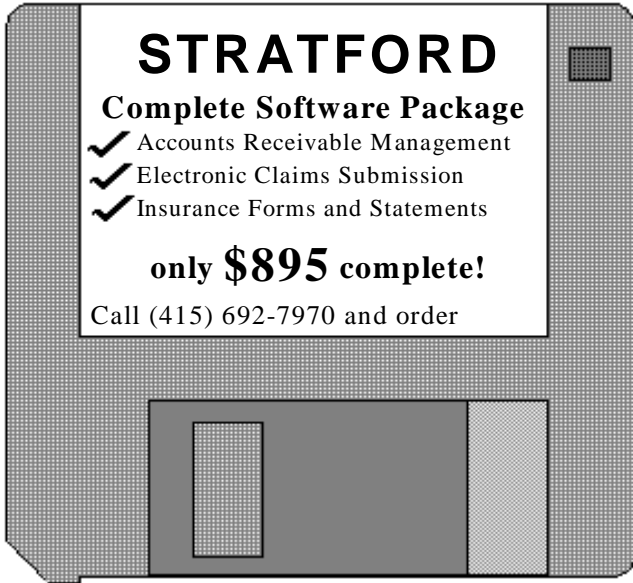 STRATFORD
Complete Software Package
Accounts Receivable Management
Electronic Claims Submission
Insurance Forms and Statements
only $895 complete!
Call (415) 692-7970 and order